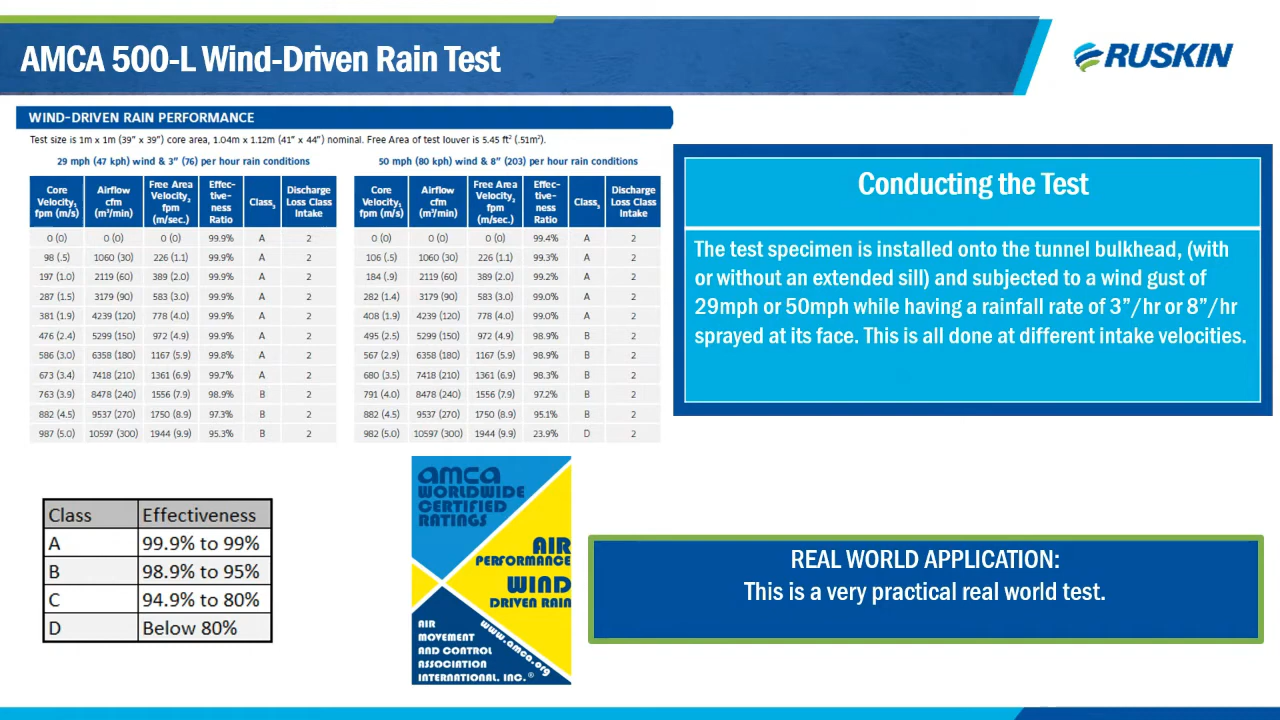 AMCA 500-L Wind-Driven Rain Test
RUSKIN
WIND-DRIVEN RAIN PERFORMANCE
Test size is 1m x 1m (39" x 39") core area, 1.04m x 1.12m (41" x 44") nominal. Free Area of test louver is 5.45 ft² (.51m²).
29 mph (47 kph) wind & 3" (76) per hour rain conditions
Core Velocity₁ fpm (m/s) Airflow cfm (m³/min) Free Area Velocity₂ fpm (m/sec.) Effec-tive-ness Ratio Class₃ Discharge Loss Class Intake
0 (0) 0 (0) 0 (0) 99.9% A 2
98 (.5) 1060 (30) 226 (1.1) 99.9% A 2
197 (1.0) 2119 (60) 389 (2.0) 99.9% A 2
287 (1.5) 3179 (90) 583 (3.0) 99.9% A 2
381 (1.9) 4239 (120) 778 (4.0) 99.9% A 2
476 (2.4) 5299 (150) 972 (4.9) 99.9% A 2
586 (3.0) 6358 (180) 1167 (5.9) 99.8% A 2
673 (3.4) 7418 (210) 1361 (6.9) 99.7% A 2
763 (3.9) 8478 (240) 1556 (7.9) 98.9% B 2
882 (4.5) 9537 (270) 1750 (8.9) 97.3% B 2
987 (5.0) 10597 (300) 1944 (9.9) 95.3% B 2
50 mph (80 kph) wind & 8" (203) per hour rain conditions
Core Velocity₁ fpm (m/s) Airflow cfm (m³/min) Free Area Velocity₂ fpm (m/sec.) Effec-tive-ness Ratio Class₃ Discharge Loss Class Intake
0 (0) 0 (0) 0 (0) 99.4% A 2
106 (.5) 1060 (30) 226 (1.1) 99.3% A 2
184 (.9) 2119 (60) 389 (2.0) 99.2% A 2
282 (1.4) 3179 (90) 583 (3.0) 99.0% A 2
408 (1.9) 4239 (120) 778 (4.0) 99.0% A 2
495 (2.5) 5299 (150) 972 (4.9) 98.9% B 2
567 (2.9) 6358 (180) 1167 (5.9) 98.9% B 2
680 (3.5) 7418 (210) 1361 (6.9) 98.3% B 2
791 (4.0) 8478 (240) 1556 (7.9) 97.2% B 2
882 (4.5) 9537 (270) 1750 (8.9) 95.1% B 2
982 (5.0) 10597 (300) 1944 (9.9) 23.9% D 2
Conducting the Test
The test specimen is installed onto the tunnel bulkhead, (with
or without an extended sill) and subjected to a wind gust of
29mph or 50mph while having a rainfall rate of 3”/hr or 8”/hr
sprayed at its face. This is all done at different intake velocities.
Class Effectiveness
A 99.9% to 99%
B 98.9% to 95%
C 94.9% to 80%
D Below 80%
amca
WORLDWIDE
CERTIFIED
RATINGS
AIR
PERFORMANCE
WIND
DRIVEN RAIN
AIR
MOVEMENT
AND CONTROL
ASSOCIATION
INTERNATIONAL, INC.®
www.amca.org
REAL WORLD APPLICATION:
This is a very practical real world test.